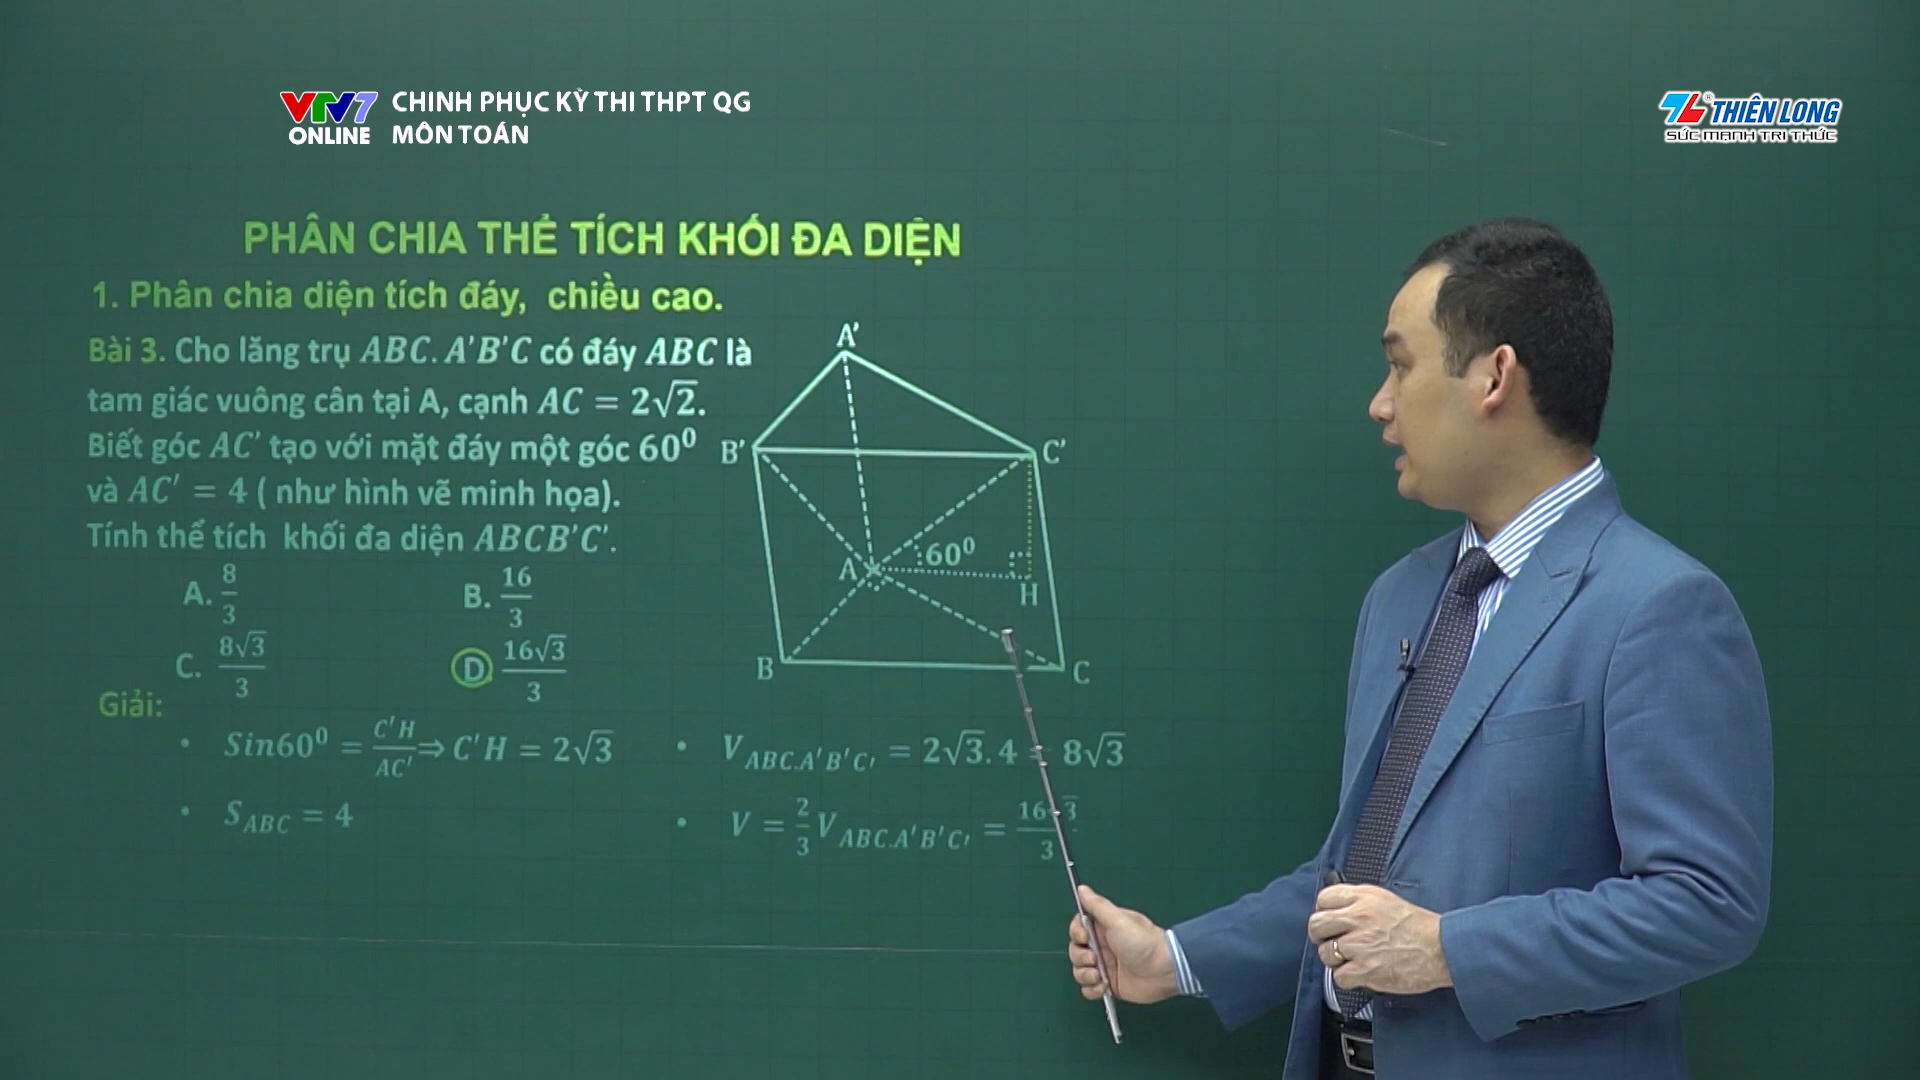 VTV7 ONLINE
CHINH PHỤC KỲ THI THPT QG
MÔN TOÁN
TL THIÊN LONG
SỨC MẠNH TRI THỨC
PHÂN CHIA THỂ TÍCH KHỐI ĐA DIỆN
1. Phân chia diện tích đáy, chiều cao.
Bài 3. Cho lăng trụ ABC.A'B'C có đáy ABC là
tam giác vuông cân tại A, cạnh AC = 2√2.
Biết góc AC' tạo với mặt đáy một góc 60⁰
và AC' = 4 ( như hình vẽ minh họa).
Tính thể tích khối đa diện ABCB'C'.
A. 8/3 B. 16/3
C. 8√3/3 D. 16√3/3
A'
B' C'
A 60⁰
H
B C
Giải:
• Sin60⁰ = C'H/AC' ⇒ C'H = 2√3
• S_ABC = 4
• V_ABC.A'B'C' = 2√3.4 = 8√3
• V = 2/3 V_ABC.A'B'C' = 16√3/3